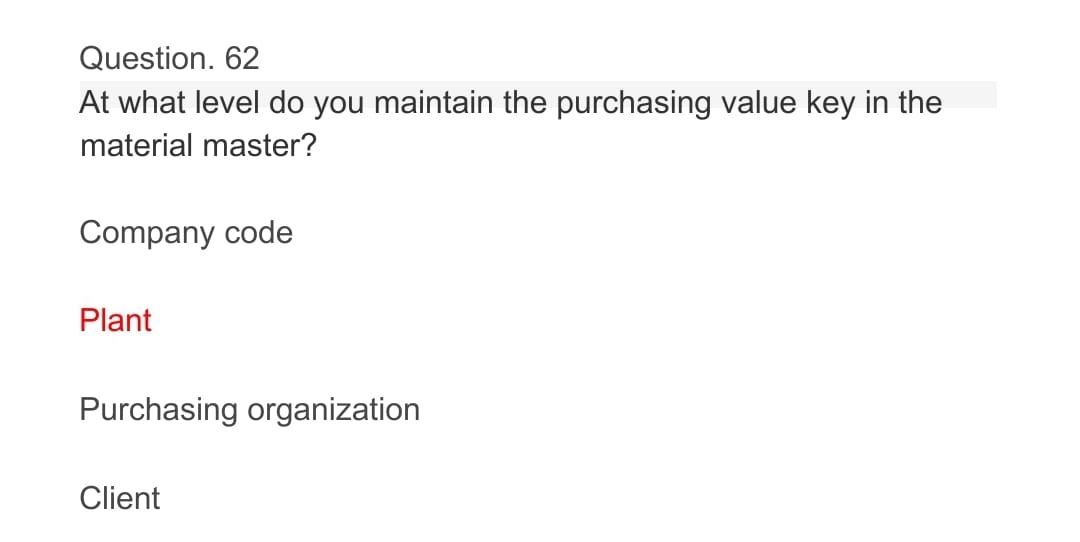 Question. 62
At what level do you maintain the purchasing value key in the
material master?
Company code
Plant
Purchasing organization
Client